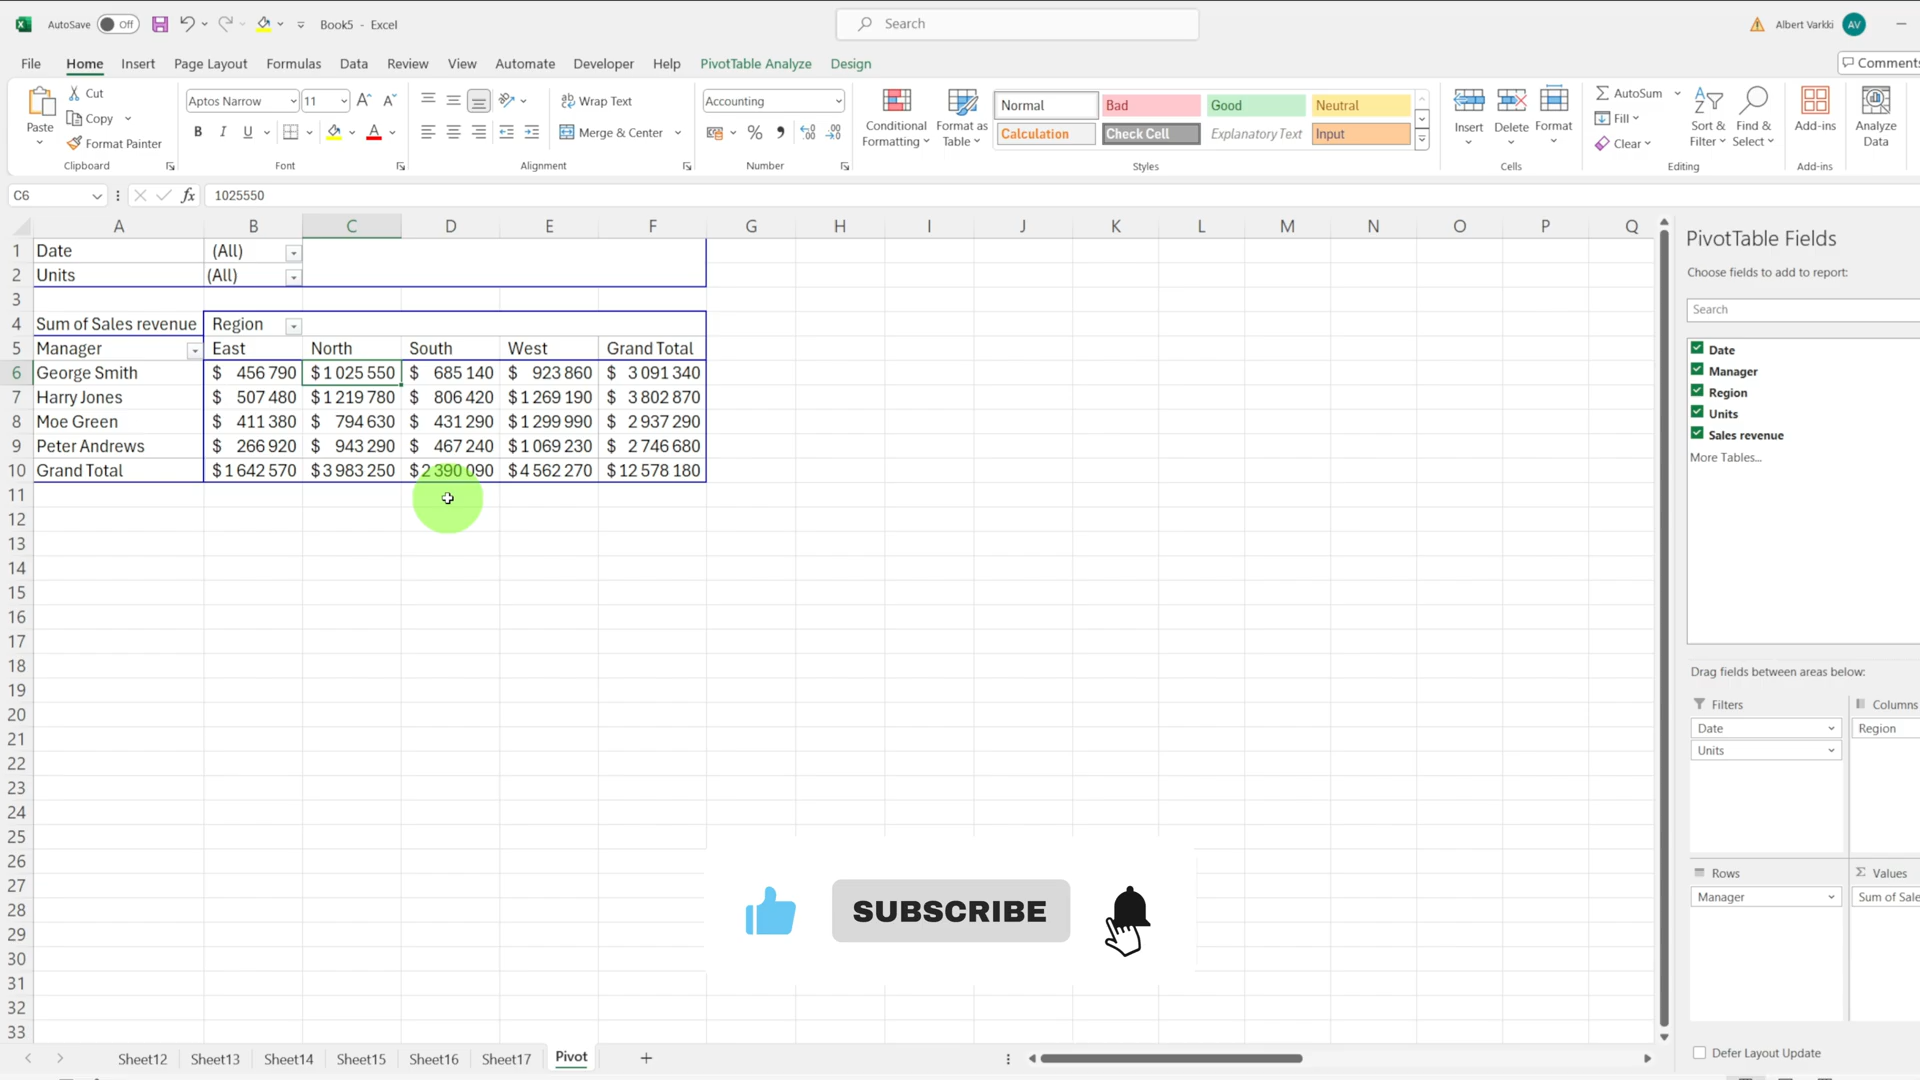 AutoSave Off Book5 - Excel Search Albert Varkki AV
File Home Insert Page Layout Formulas Data Review View Automate Developer Help PivotTable Analyze Design Comments
Paste Cut Copy Format Painter Clipboard
Aptos Narrow 11 B I U Font
Wrap Text Merge & Center Alignment
Accounting % Number
Conditional Formatting Format as Table
Normal Bad Good Neutral
Calculation Check Cell Explanatory Text Input
Styles
Insert Delete Format Cells
AutoSum Fill Clear Sort & Filter Find & Select Editing
Add-ins Add-ins
Analyze Data
C6 fx 1025550
A B C D E F G H I J K L M N O P Q
1 Date (All)
2 Units (All)
3
4 Sum of Sales revenue Region
5 Manager East North South West Grand Total
6 George Smith $ 456 790 $ 1 025 550 $ 685 140 $ 923 860 $ 3 091 340
7 Harry Jones $ 507 480 $ 1 219 780 $ 806 420 $ 1 269 190 $ 3 802 870
8 Moe Green $ 411 380 $ 794 630 $ 431 290 $ 1 299 990 $ 2 937 290
9 Peter Andrews $ 266 920 $ 943 290 $ 467 240 $ 1 069 230 $ 2 746 680
10 Grand Total $ 1 642 570 $ 3 983 250 $ 2 390 090 $ 4 562 270 $ 12 578 180
11
12
13
14
15
16
17
18
19
20
21
22
23
24
25
26
27
28
29
30
31
32
33
SUBSCRIBE
PivotTable Fields
Choose fields to add to report:
Search
Date
Manager
Region
Units
Sales revenue
More Tables...
Drag fields between areas below:
Filters Columns
Date Region
Units
Rows Values
Manager Sum of Sale
Defer Layout Update
Sheet12 Sheet13 Sheet14 Sheet15 Sheet16 Sheet17 Pivot